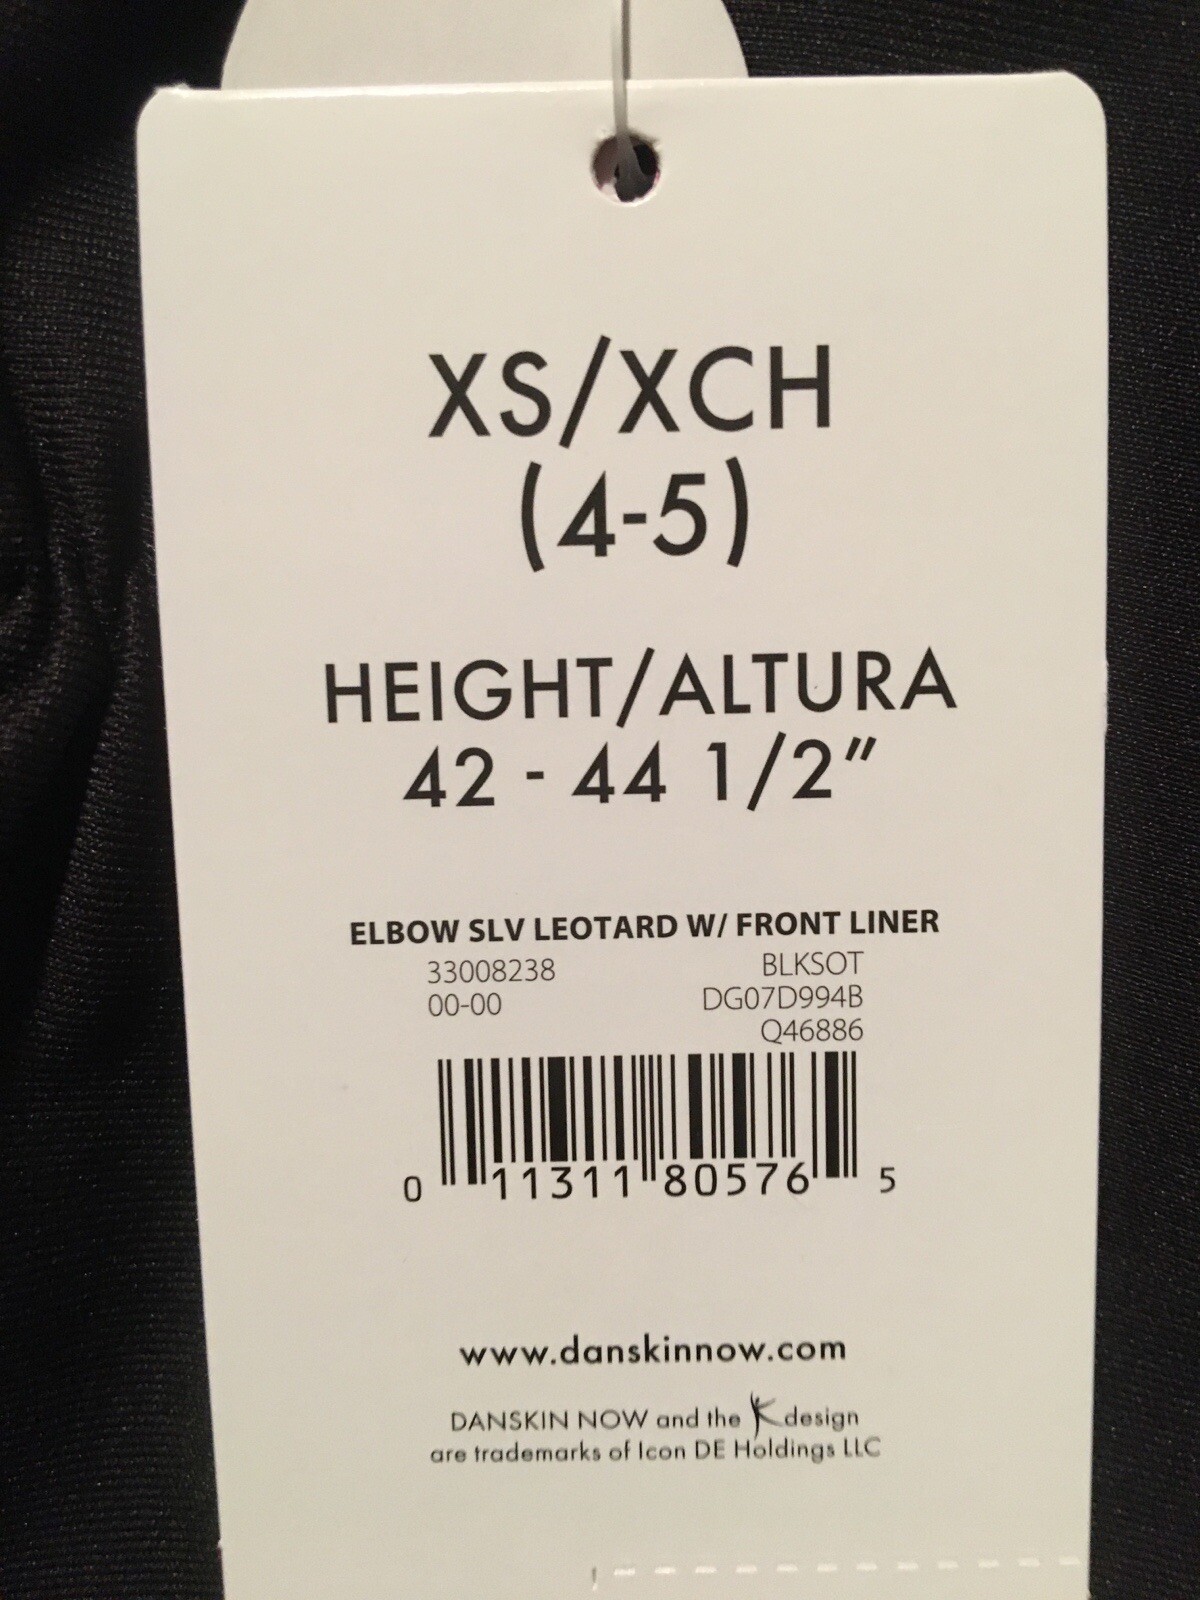 XS/XCH
(4-5)
HEIGHT/ALTURA
42 - 44 1/2"
ELBOW SLV LEOTARD W/ FRONT LINER
33008238 BLKSOT
00-00 DG07D994B
Q46886
0 11311 80576 5
www.danskinnow.com
DANSKIN NOW and the design
are trademarks of Icon DE Holdings LLC